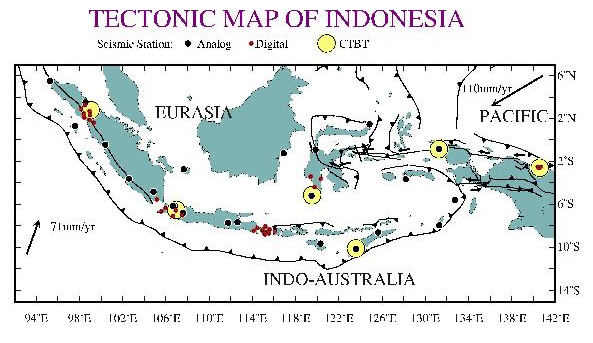 TECTONIC MAP OF INDONESIA
Seismic Station: Analog Digital CTBT
6°N
110mm/yr
EURASIA
PACIFIC
2°N
2°S
6°S
71mm/yr
10°S
INDO-AUSTRALIA
14°S
94°E 98°E 102°E 106°E 110°E 114°E 118°E 122°E 126°E 130°E 134°E 138°E 142°E